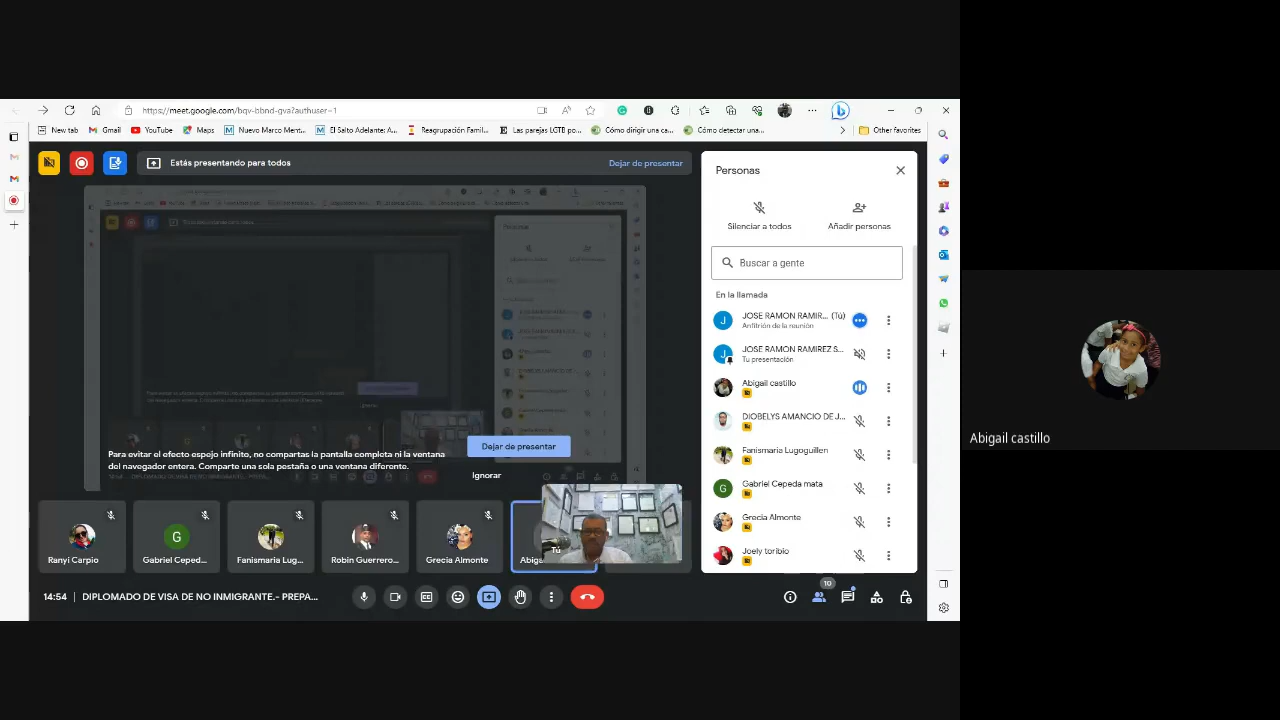 https://meet.google.com/bqv-bbnd-gva?authuser=1
New tab
Gmail
YouTube
Maps
Nuevo Marco Ment...
El Salto Adelante: A...
Reagrupación Famil...
Las parejas LGTB po...
Cómo dirigir una ca...
Cómo detectar una...
Other favorites
Estás presentando para todos
Dejar de presentar
Personas
Silenciar a todos
Añadir personas
Buscar a gente
En la llamada
JOSE RAMON RAMIR... (Tú)
Anfitrión de la reunión
JOSE RAMON RAMIREZ S...
Tu presentación
Abigail castillo
DIOBELYS AMANCIO DE J...
Fanismaria Lugoguillen
Gabriel Cepeda mata
Grecia Almonte
Joely toribio
Para evitar el efecto espejo infinito, no compartas la pantalla completa ni la ventana
del navegador entera. Comparte una sola pestaña o una ventana diferente.
Dejar de presentar
Ignorar
Ranyi Carpio
G
Gabriel Ceped...
Fanismaria Lug...
Robin Guerrero...
Grecia Almonte
Abiga
Tú
14:54 | DIPLOMADO DE VISA DE NO INMIGRANTE.- PREPA...
10
Abigail castillo